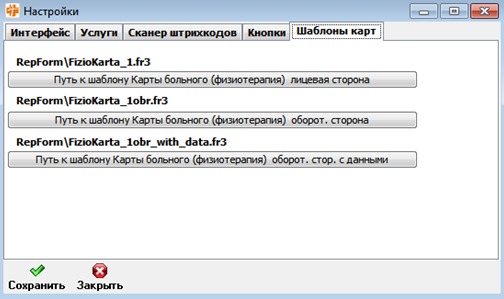 Настройки
Интерфейс Услуги Сканер штрихкодов Кнопки Шаблоны карт
RepForm\FizioKarta_1.fr3
Путь к шаблону Карты больного (физиотерапия) лицевая сторона
RepForm\FizioKarta_1obr.fr3
Путь к шаблону Карты больного (физиотерапия) оборот. сторона
RepForm\FizioKarta_1obr_with_data.fr3
Путь к шаблону Карты больного (физиотерапия) оборот. стор. с данными
Сохранить Закрыть